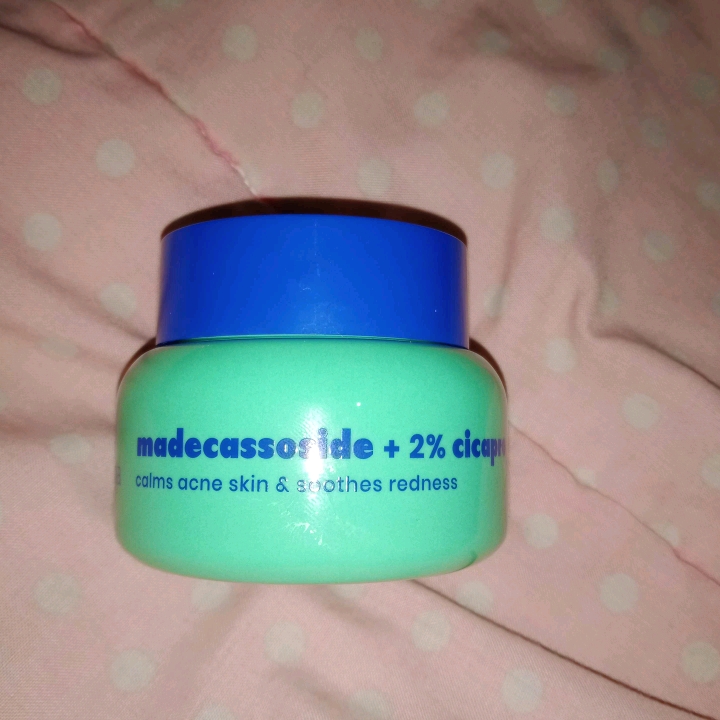 madecassoside + 2%
calms acne skin & soothes redness